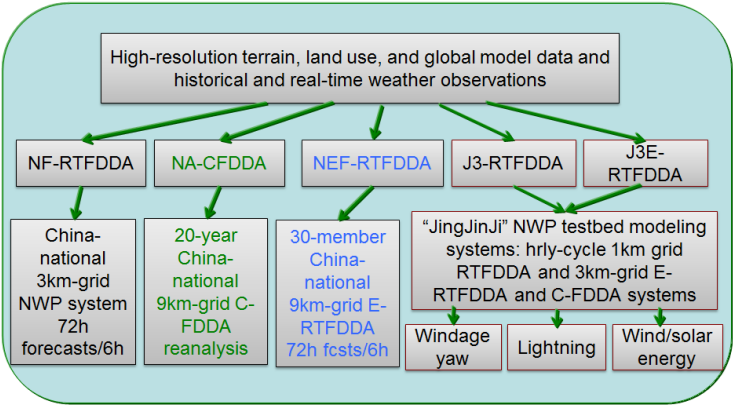 High-resolution terrain, land use, and global model data and
historical and real-time weather observations
NF-RTFDDA
NA-CFDDA
NEF-RTFDDA
J3-RTFDDA
J3E-
RTFDDA
China-
national
3km-grid
NWP system
72h
forecasts/6h
20-year
China-
national
9km-grid C-
FDDA
reanalysis
30-member
China-
national
9km-grid E-
RTFDDA
72h fcsts/6h
“JingJinJi” NWP testbed modeling
systems: hrly-cycle 1km grid
RTFDDA and 3km-grid E-
RTFDDA and C-FDDA systems
Windage
yaw
Lightning
Wind/solar
energy